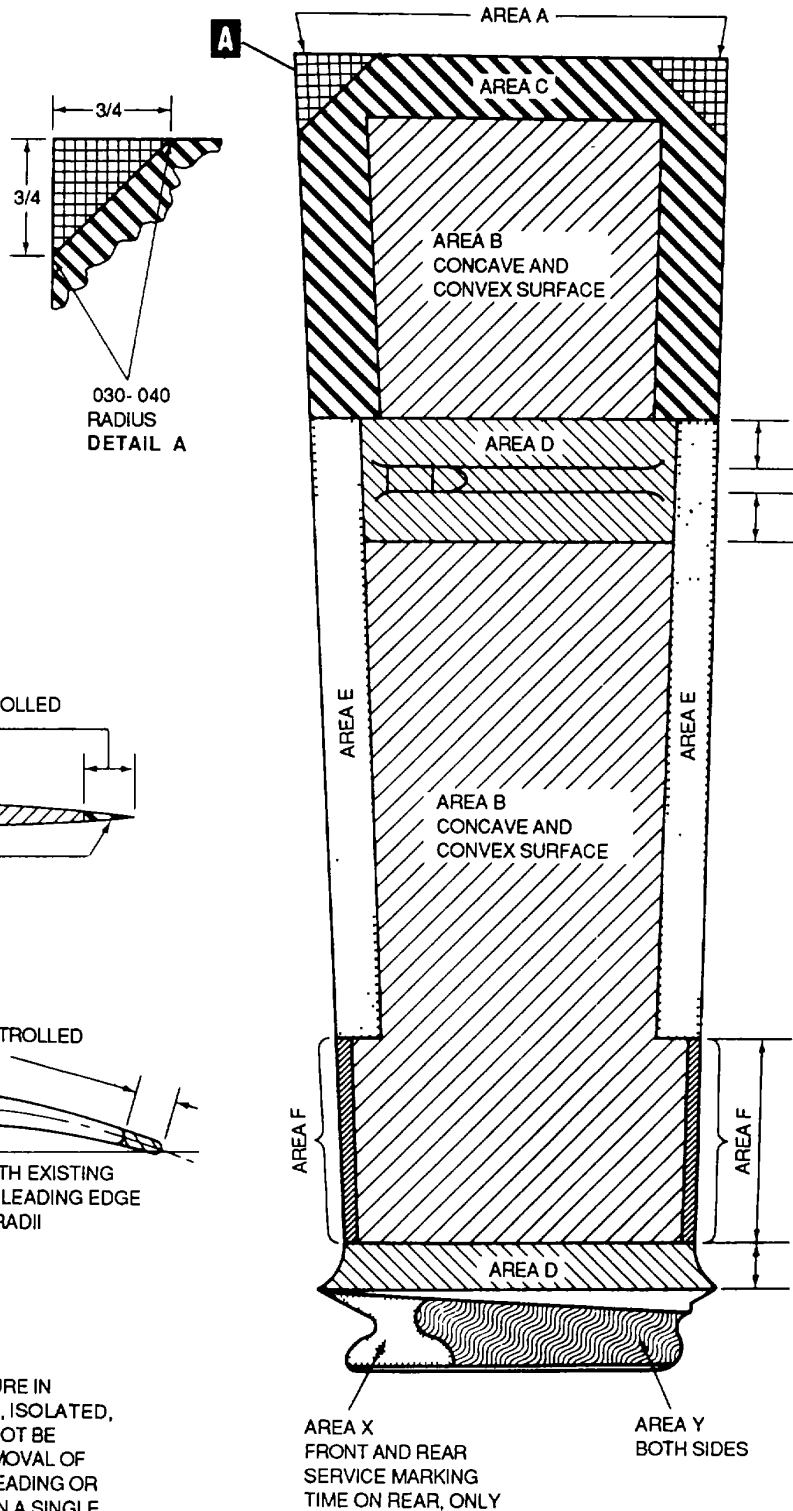 AREA A
A
AREA C
3/4
3/4
AREA B
CONCAVE AND
CONVEX SURFACE
030-040
RADIUS
DETAIL A
AREA D
OLLED
AREA E
AREA E
AREA B
CONCAVE AND
CONVEX SURFACE
TROLLED
AREA F
AREA F
TH EXISTING
LEADING EDGE
RADII
AREA D
URE IN
, ISOLATED,
OT BE
MOVAL OF
EADING OR
N A SINGLE
AREA X
FRONT AND REAR
SERVICE MARKING
TIME ON REAR, ONLY
AREA Y
BOTH SIDES